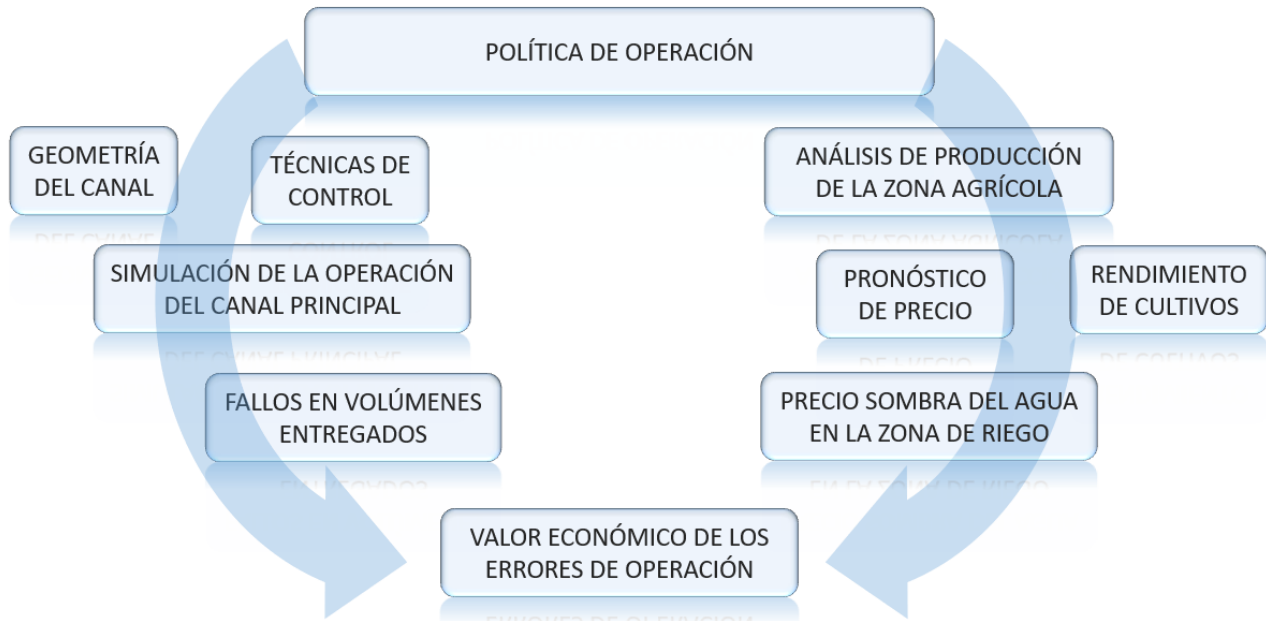 POLÍTICA DE OPERACIÓN
GEOMETRÍA
DEL CANAL
TÉCNICAS DE
CONTROL
SIMULACIÓN DE LA OPERACIÓN
DEL CANAL PRINCIPAL
FALLOS EN VOLÚMENES
ENTREGADOS
ANÁLISIS DE PRODUCCIÓN
DE LA ZONA AGRÍCOLA
PRONÓSTICO
DE PRECIO
RENDIMIENTO
DE CULTIVOS
PRECIO SOMBRA DEL AGUA
EN LA ZONA DE RIEGO
VALOR ECONÓMICO DE LOS
ERRORES DE OPERACIÓN